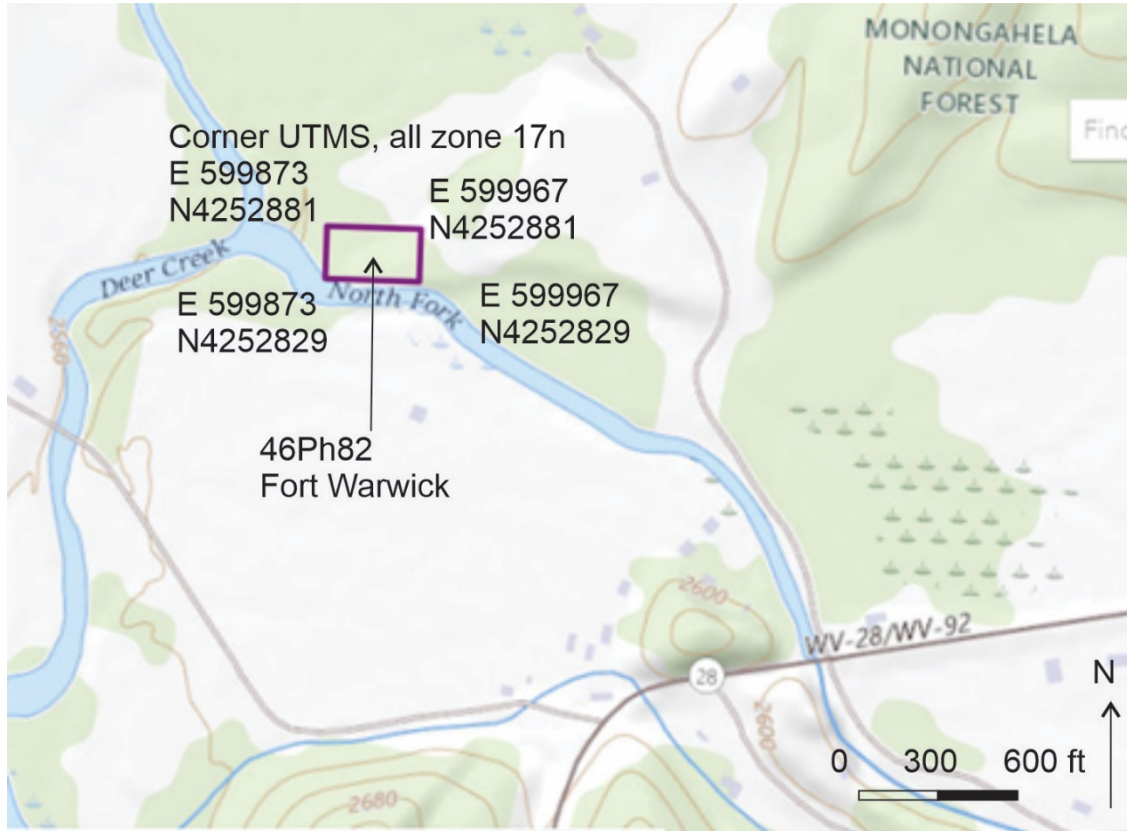 MONONGAHELA
NATIONAL
FOREST
Find
Corner UTMS, all zone 17n
E 599873
N4252881
E 599967
N4252881
Deer Creek
North Fork
E 599873
N4252829
E 599967
N4252829
2560
46Ph82
Fort Warwick
2600
WV-28/WV-92
28
2600
N
0 300 600 ft
2680